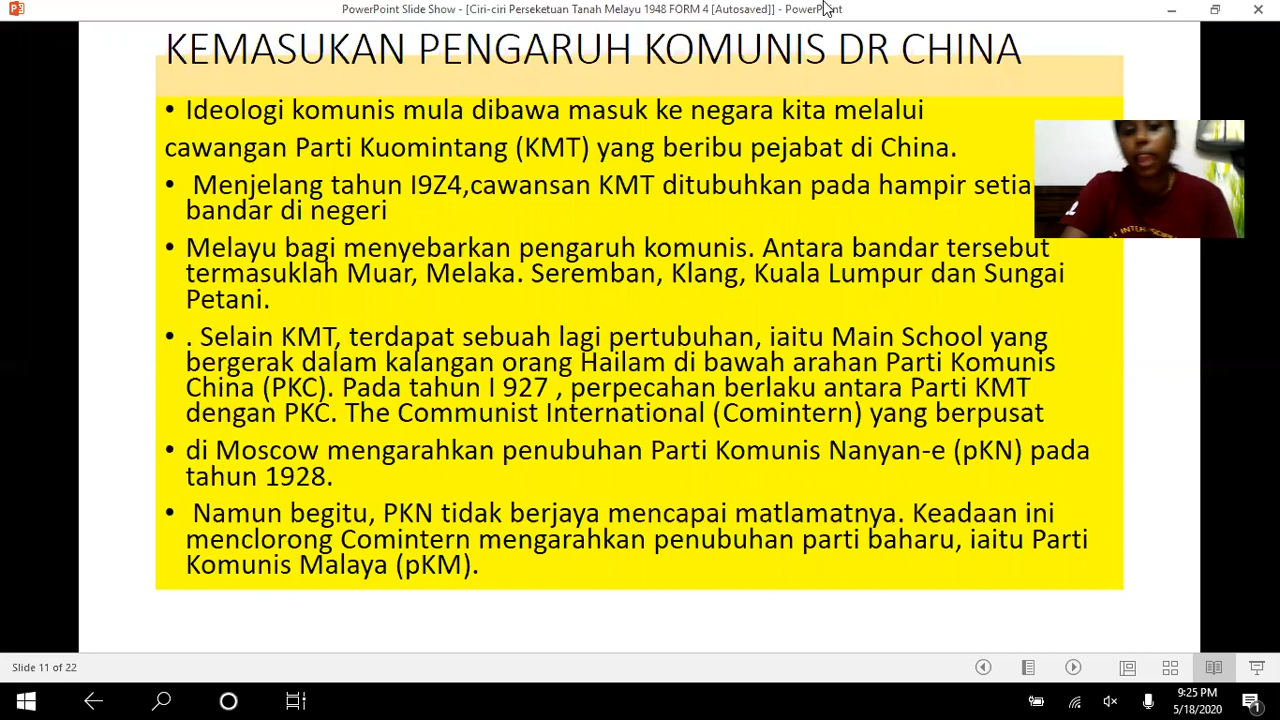 PowerPoint Slide Show - [Ciri-ciri Perseketuan Tanah Melayu 1948 FORM 4 [Autosaved]] - PowerPoint
KEMASUKAN PENGARUH KOMUNIS DR CHINA
• Ideologi komunis mula dibawa masuk ke negara kita melalui
cawangan Parti Kuomintang (KMT) yang beribu pejabat di China.
• Menjelang tahun I9Z4,cawansan KMT ditubuhkan pada hampir setia
bandar di negeri
• Melayu bagi menyebarkan pengaruh komunis. Antara bandar tersebut
termasuklah Muar, Melaka. Seremban, Klang, Kuala Lumpur dan Sungai
Petani.
• . Selain KMT, terdapat sebuah lagi pertubuhan, iaitu Main School yang
bergerak dalam kalangan orang Hailam di bawah arahan Parti Komunis
China (PKC). Pada tahun I 927 , perpecahan berlaku antara Parti KMT
dengan PKC. The Communist International (Comintern) yang berpusat
• di Moscow mengarahkan penubuhan Parti Komunis Nanyan-e (pKN) pada
tahun 1928.
• Namun begitu, PKN tidak berjaya mencapai matlamatnya. Keadaan ini
menclorong Comintern mengarahkan penubuhan parti baharu, iaitu Parti
Komunis Malaya (pKM).
Slide 11 of 22
9:25 PM
5/18/2020
1